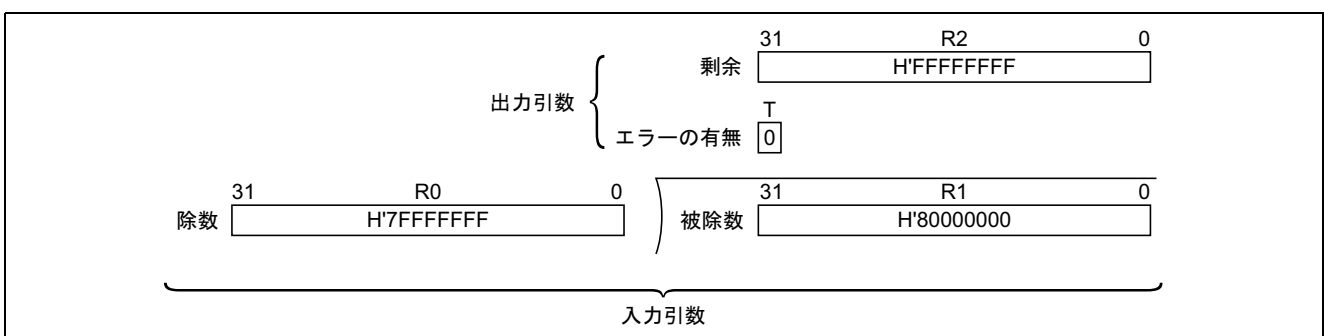 31 R2 0
剰余 H'FFFFFFFF
出力引数
T
エラーの有無 0
31 R0 0 31 R1 0
除数 H'7FFFFFFF 被除数 H'80000000
入力引数